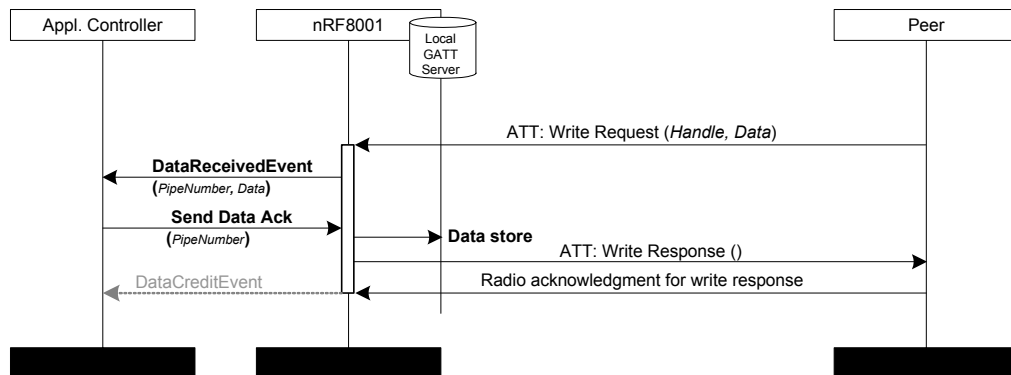 Appl. Controller
nRF8001
Local
GATT
Server
Peer
ATT: Write Request (Handle, Data)
DataReceivedEvent
(PipeNumber, Data)
Send Data Ack
(PipeNumber)
Data store
ATT: Write Response ()
DataCreditEvent
Radio acknowledgment for write response